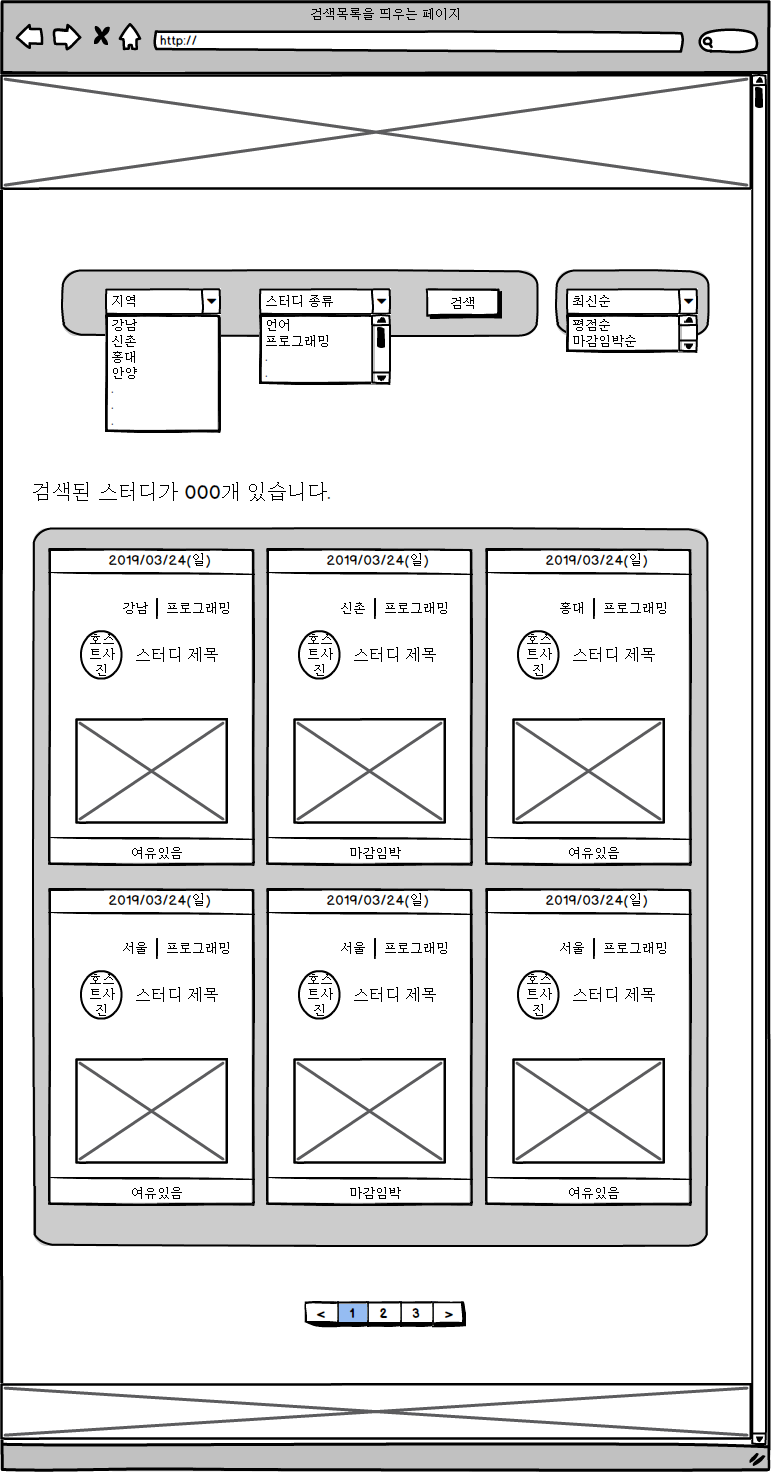 검색목록을 띄우는 페이지
http://
지역
스터디 종류
검색
최신순
강남
신촌
홍대
안양
.
.
.
언어
프로그래밍
.
.
평점순
마감임박순
검색된 스터디가 000개 있습니다.
2019/03/24(일)
강남 프로그래밍
호스
트사
진
스터디 제목
여유있음
2019/03/24(일)
신촌 프로그래밍
호스
트사
진
스터디 제목
마감임박
2019/03/24(일)
홍대 프로그래밍
호스
트사
진
스터디 제목
여유있음
2019/03/24(일)
서울 프로그래밍
호스
트사
진
스터디 제목
여유있음
2019/03/24(일)
서울 프로그래밍
호스
트사
진
스터디 제목
마감임박
2019/03/24(일)
서울 프로그래밍
호스
트사
진
스터디 제목
여유있음
< 1 2 3 >